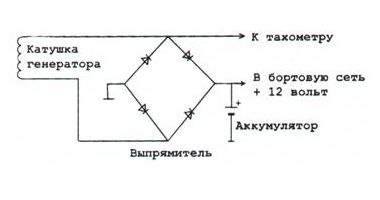 К тахометру
Катушка
генератора
В бортовую сеть
+ 12 вольт
+
Аккумулятор
Выпрямитель